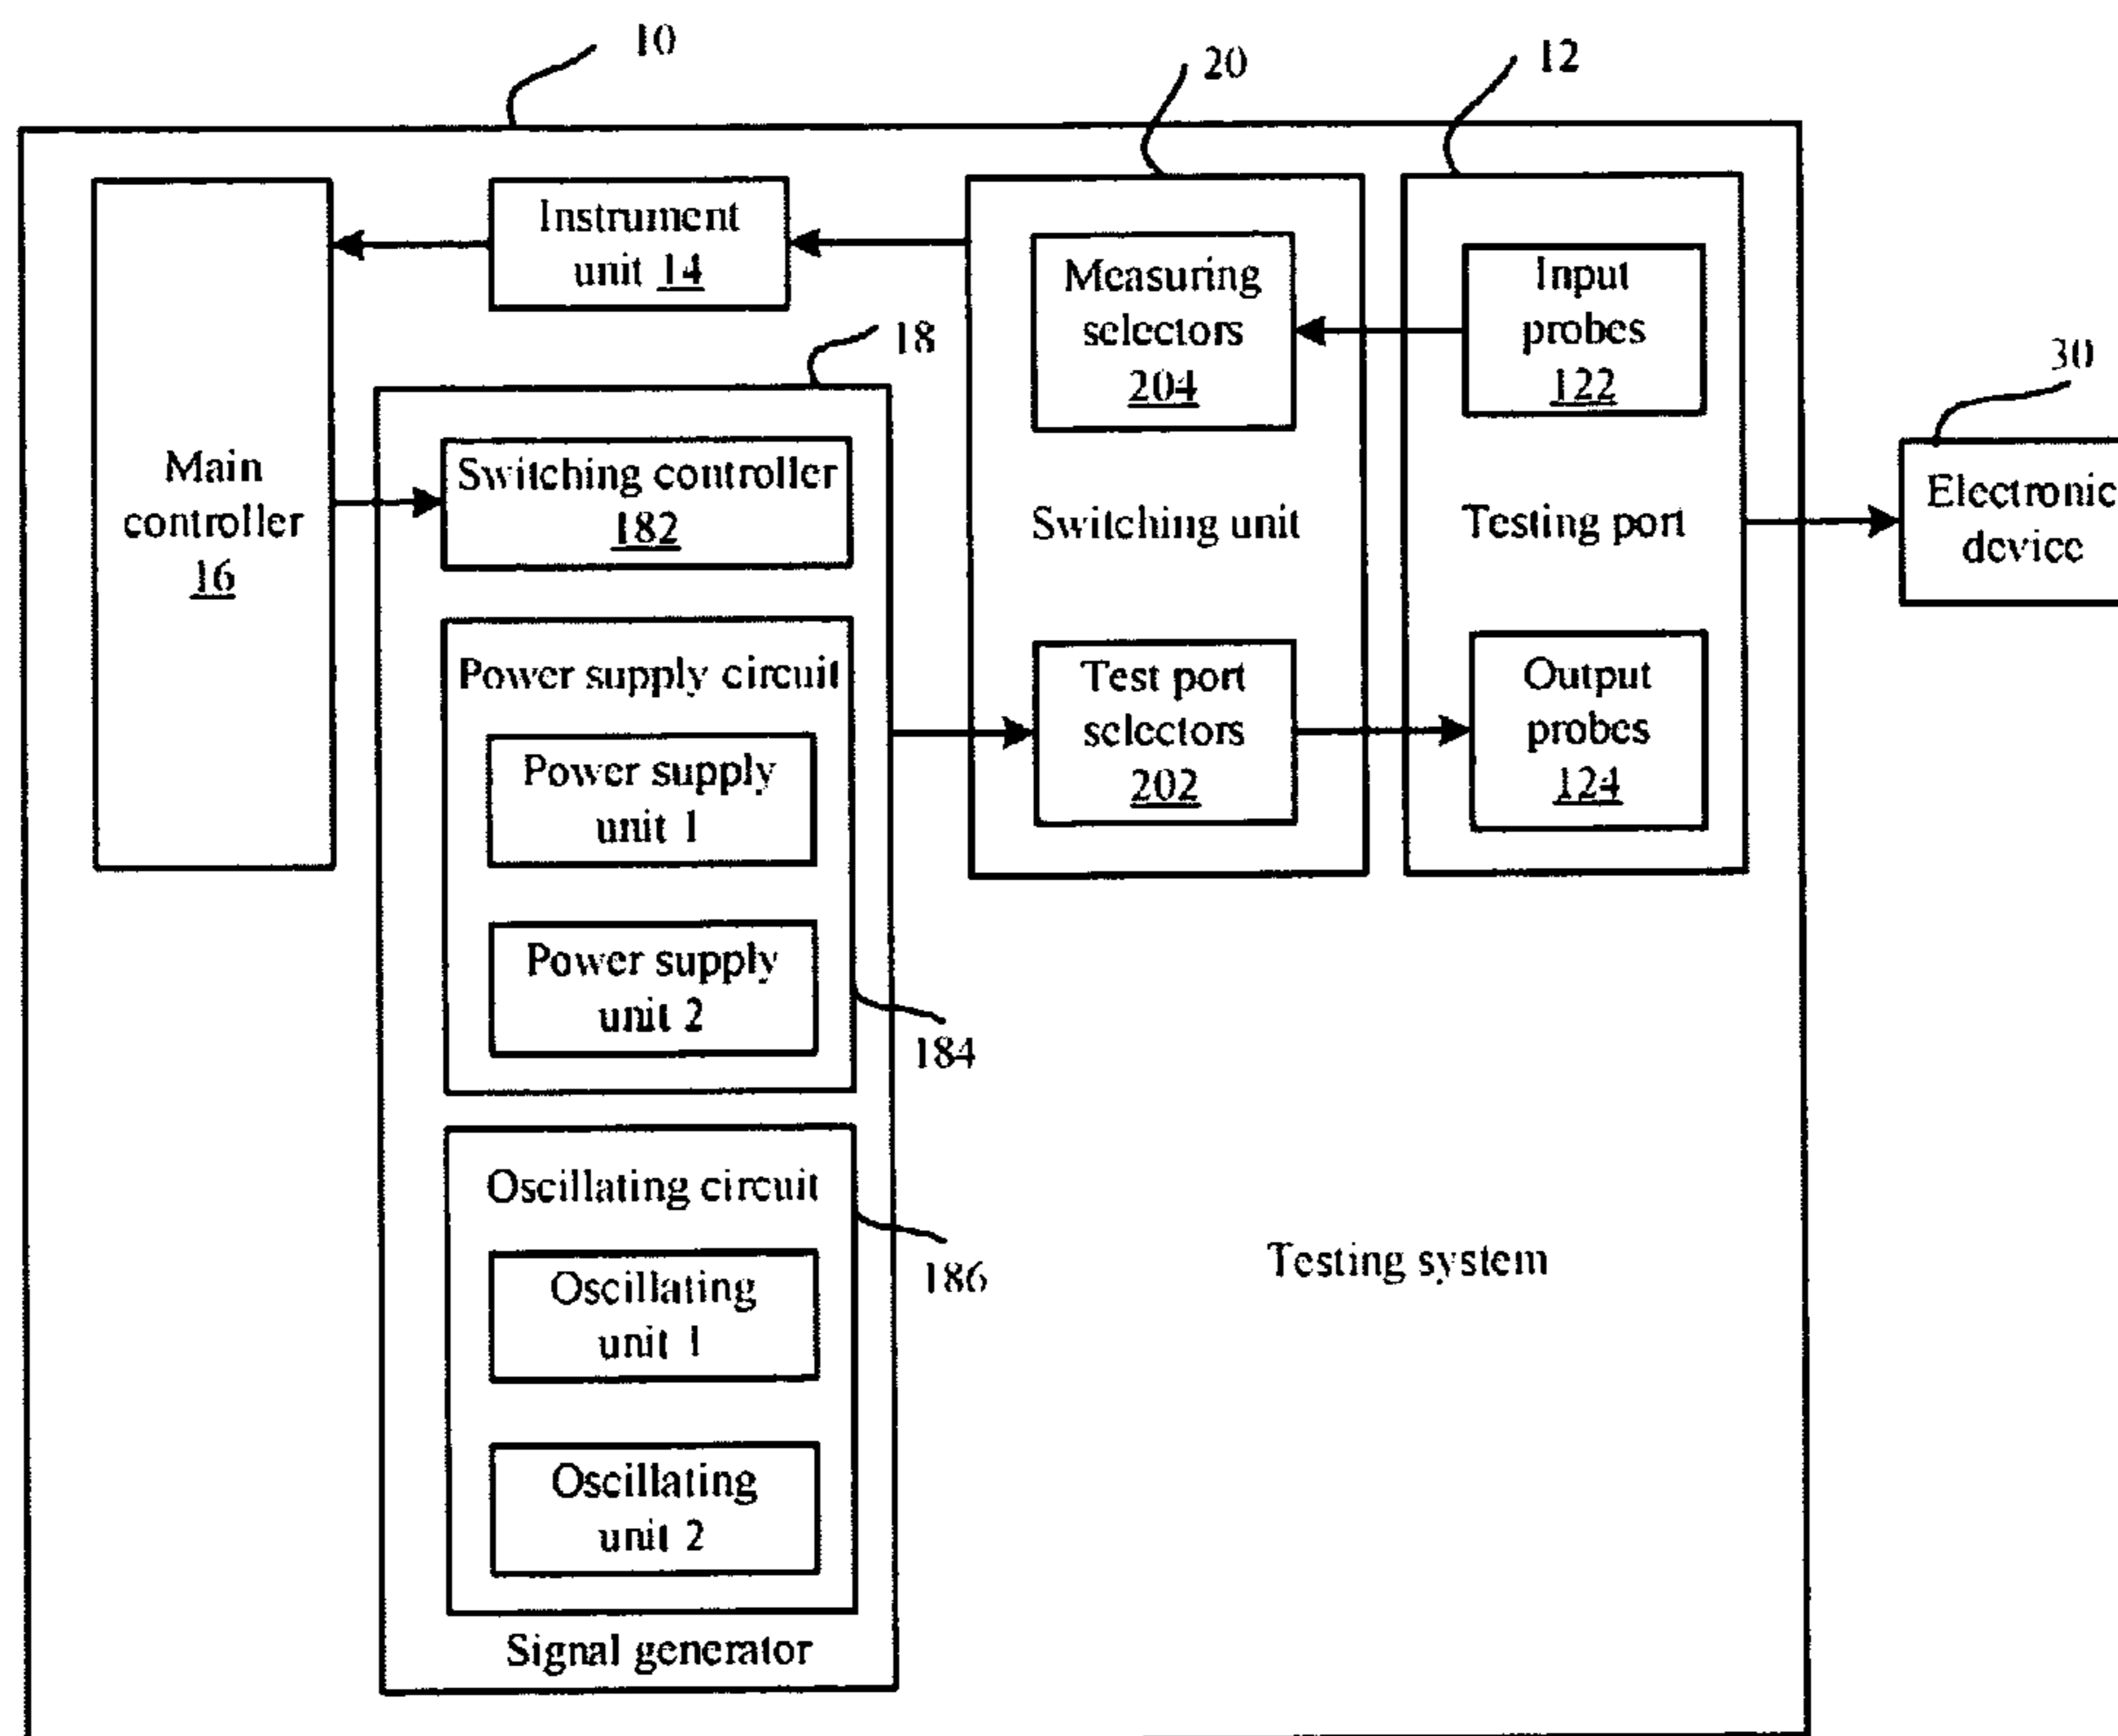 10
20
12
Instrument
unit 14
Measuring
selectors
204
Input
probes
122
18
30
Main
controller
16
Switching controller
182
Switching unit
Testing port
Electronic
device
Power supply circuit
Test port
selectors
202
Output
probes
124
Power supply
unit 1
Power supply
unit 2
184
Oscillating circuit
186
Oscillating
unit 1
Testing system
Oscillating
unit 2
Signal generator